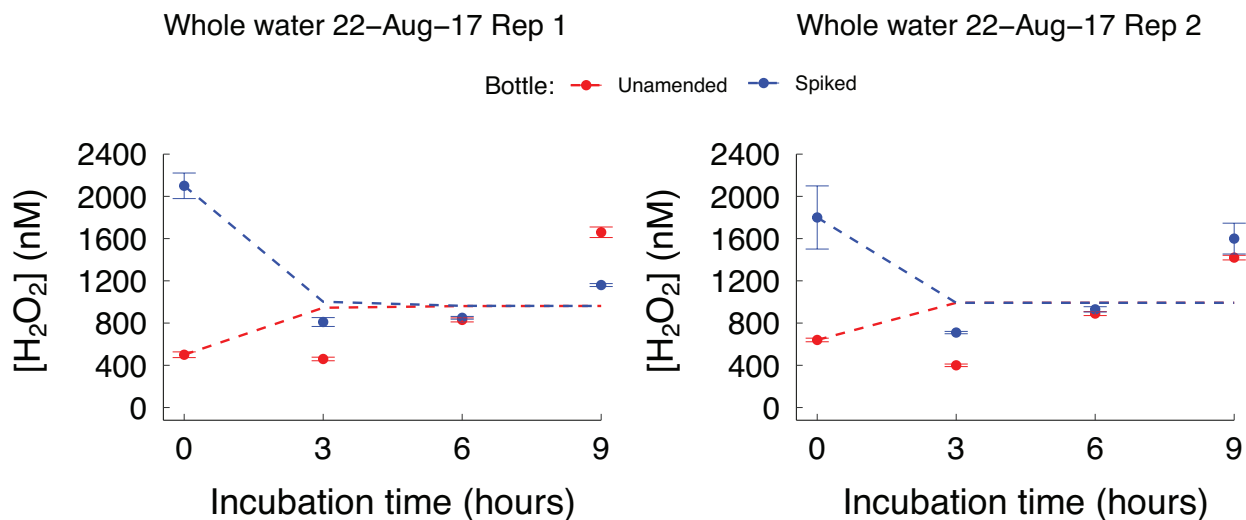 Whole water 22–Aug–17 Rep 1
Whole water 22–Aug–17 Rep 2
Bottle: Unamended Spiked
[H₂O₂] (nM)
2400
2000
1600
1200
800
400
0
0 3 6 9
Incubation time (hours)
[H₂O₂] (nM)
2400
2000
1600
1200
800
400
0
0 3 6 9
Incubation time (hours)